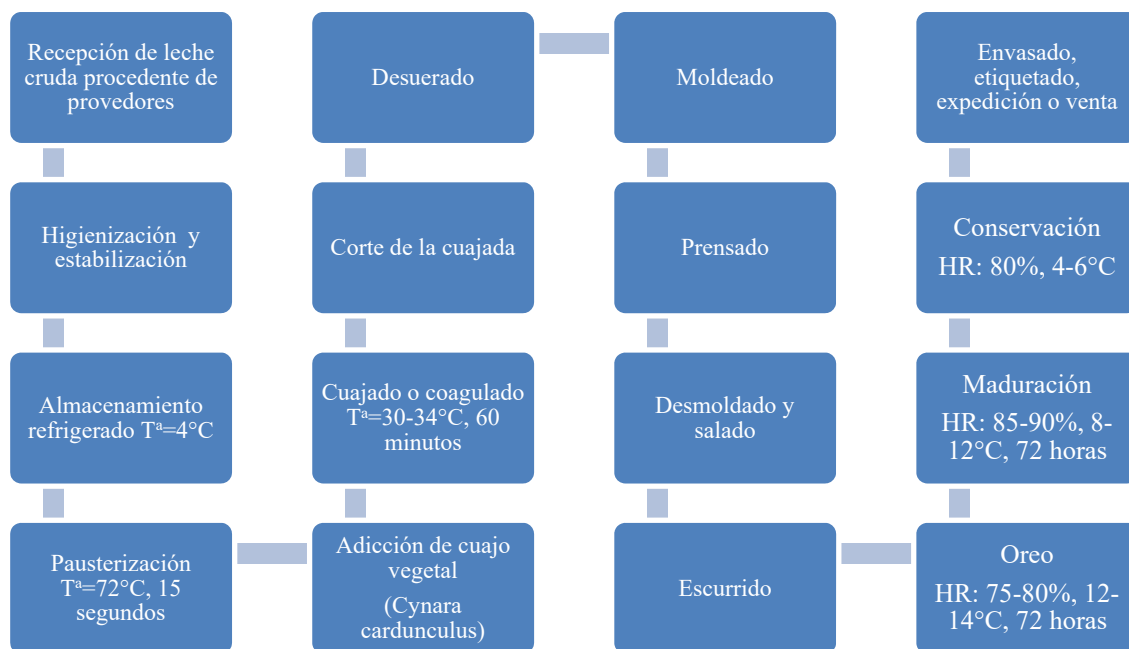 Recepción de leche
cruda procedente de
provedores
Higienización y
estabilización
Almacenamiento
refrigerado Tª=4°C
Pausterización
Tª=72°C, 15
segundos
Adicción de cuajo
vegetal
(Cynara
cardunculus)
Cuajado o coagulado
Tª=30-34°C, 60
minutos
Corte de la cuajada
Desuerado
Moldeado
Prensado
Desmoldado y
salado
Escurrido
Oreo
HR: 75-80%, 12-
14°C, 72 horas
Maduración
HR: 85-90%, 8-
12°C, 72 horas
Conservación
HR: 80%, 4-6°C
Envasado,
etiquetado,
expedición o venta